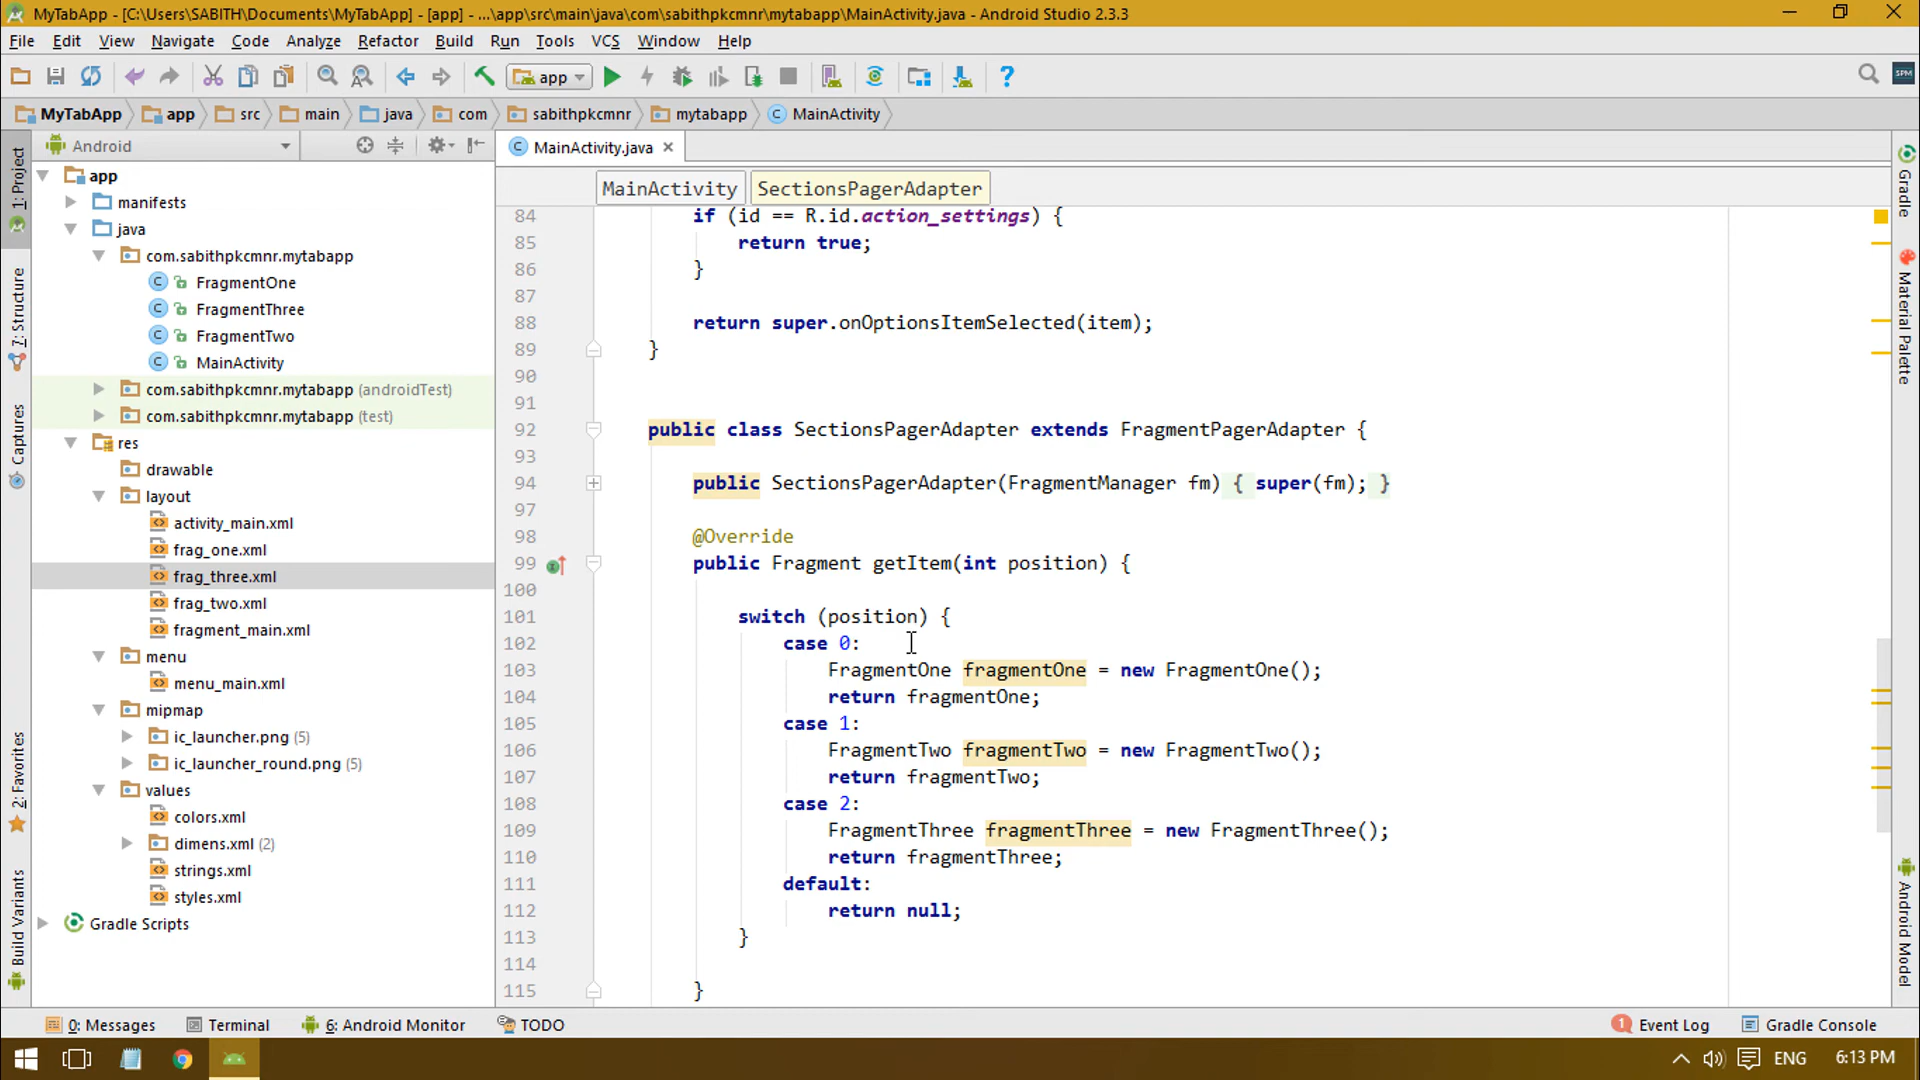 MyTabApp - [C:\Users\SABITH\Documents\MyTabApp] - [app] - ...\app\src\main\java\com\sabithpkcmnr\mytabapp\MainActivity.java - Android Studio 2.3.3
File Edit View Navigate Code Analyze Refactor Build Run Tools VCS Window Help
app
SPM
MyTabApp app src main java com sabithpkcmnr mytabapp MainActivity
Android
MainActivity.java
MainActivity SectionsPagerAdapter
1: Project
7: Structure
Captures
2: Favorites
Build Variants
app
manifests
java
com.sabithpkcmnr.mytabapp
FragmentOne
FragmentThree
FragmentTwo
MainActivity
com.sabithpkcmnr.mytabapp (androidTest)
com.sabithpkcmnr.mytabapp (test)
res
drawable
layout
activity_main.xml
frag_one.xml
frag_three.xml
frag_two.xml
fragment_main.xml
menu
menu_main.xml
mipmap
ic_launcher.png (5)
ic_launcher_round.png (5)
values
colors.xml
dimens.xml (2)
strings.xml
styles.xml
Gradle Scripts
84 if (id == R.id.action_settings) {
85 return true;
86 }
87
88 return super.onOptionsItemSelected(item);
89 }
90
91
92 public class SectionsPagerAdapter extends FragmentPagerAdapter {
93
94 public SectionsPagerAdapter(FragmentManager fm) { super(fm); }
97
98 @Override
99 public Fragment getItem(int position) {
100
101 switch (position) {
102 case 0:
103 FragmentOne fragmentOne = new FragmentOne();
104 return fragmentOne;
105 case 1:
106 FragmentTwo fragmentTwo = new FragmentTwo();
107 return fragmentTwo;
108 case 2:
109 FragmentThree fragmentThree = new FragmentThree();
110 return fragmentThree;
111 default:
112 return null;
113 }
114
115 }
Gradle
Material Palette
Android Model
0: Messages Terminal 6: Android Monitor TODO 1 Event Log Gradle Console
ENG 6:13 PM